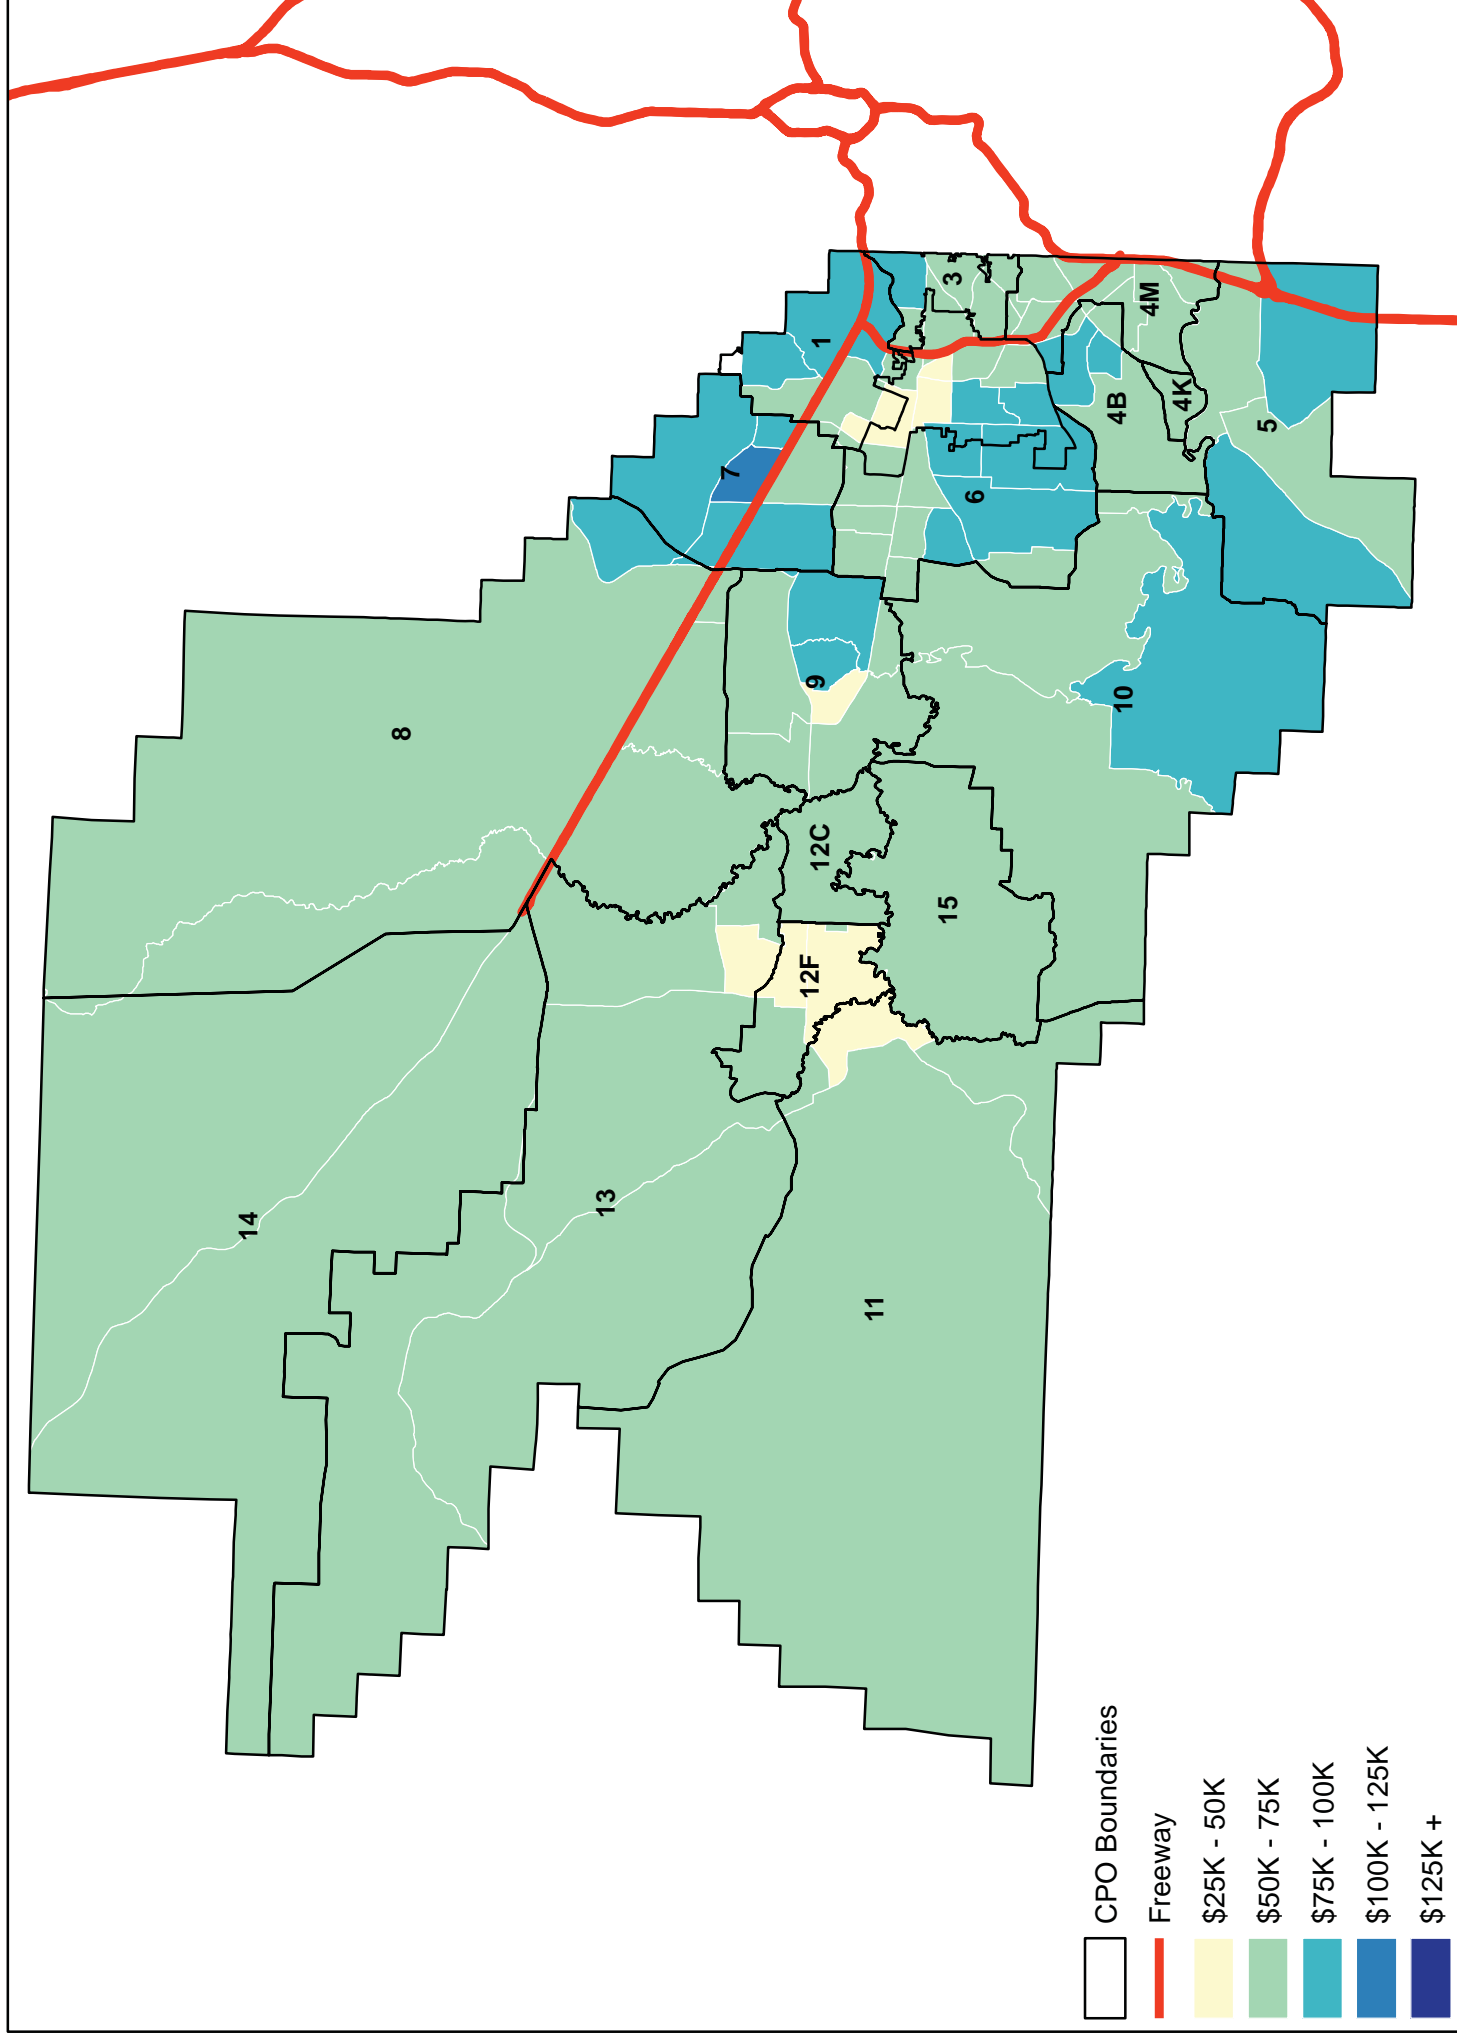 8
7
1
3
14
13
9
6
12C
12F
15
10
4M
4B
4K
5
11
CPO Boundaries
Freeway
$25K - 50K
$50K - 75K
$75K - 100K
$100K - 125K
$125K +